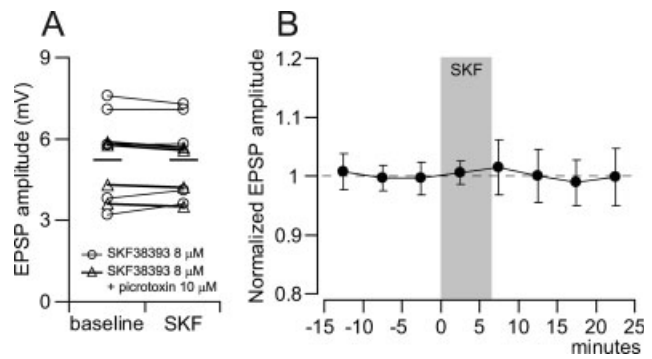 A
EPSP amplitude (mV)
9
6
3
0
SKF38393 8 μM
SKF38393 8 μM
+ picrotoxin 10 μM
baseline
SKF
B
Normalized EPSP amplitude
1.2
1.1
1
0.9
0.8
SKF
-15 -10 -5 0 5 10 15 20 25
minutes